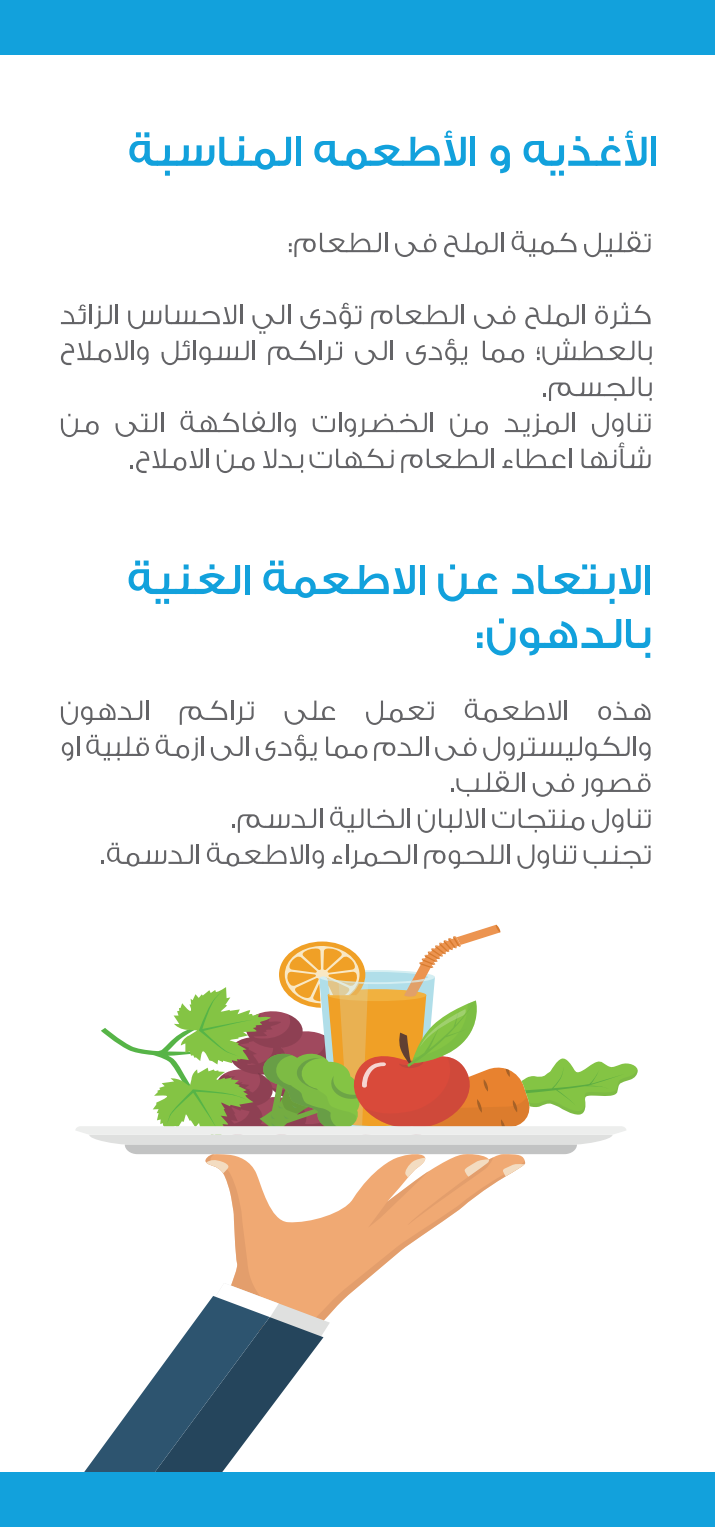 الأغذيه و الأطعمه المناسبة
تقليل كمية الملح فى الطعام:
كثرة الملح فى الطعام تؤدى الي الاحساس الزائد
بالعطش؛ مما يؤدى الى تراكم السوائل والاملاح
بالجسم.
تناول المزيد من الخضروات والفاكهة التى من
شأنها اعطاء الطعام نكهات بدلا من الاملاح.
الابتعاد عن الاطعمة الغنية
بالدهون:
هذه الاطعمة تعمل على تراكم الدهون
والكوليسترول فى الدم مما يؤدى الى ازمة قلبية او
قصور فى القلب.
تناول منتجات الالبان الخالية الدسم.
تجنب تناول اللحوم الحمراء والاطعمة الدسمة.